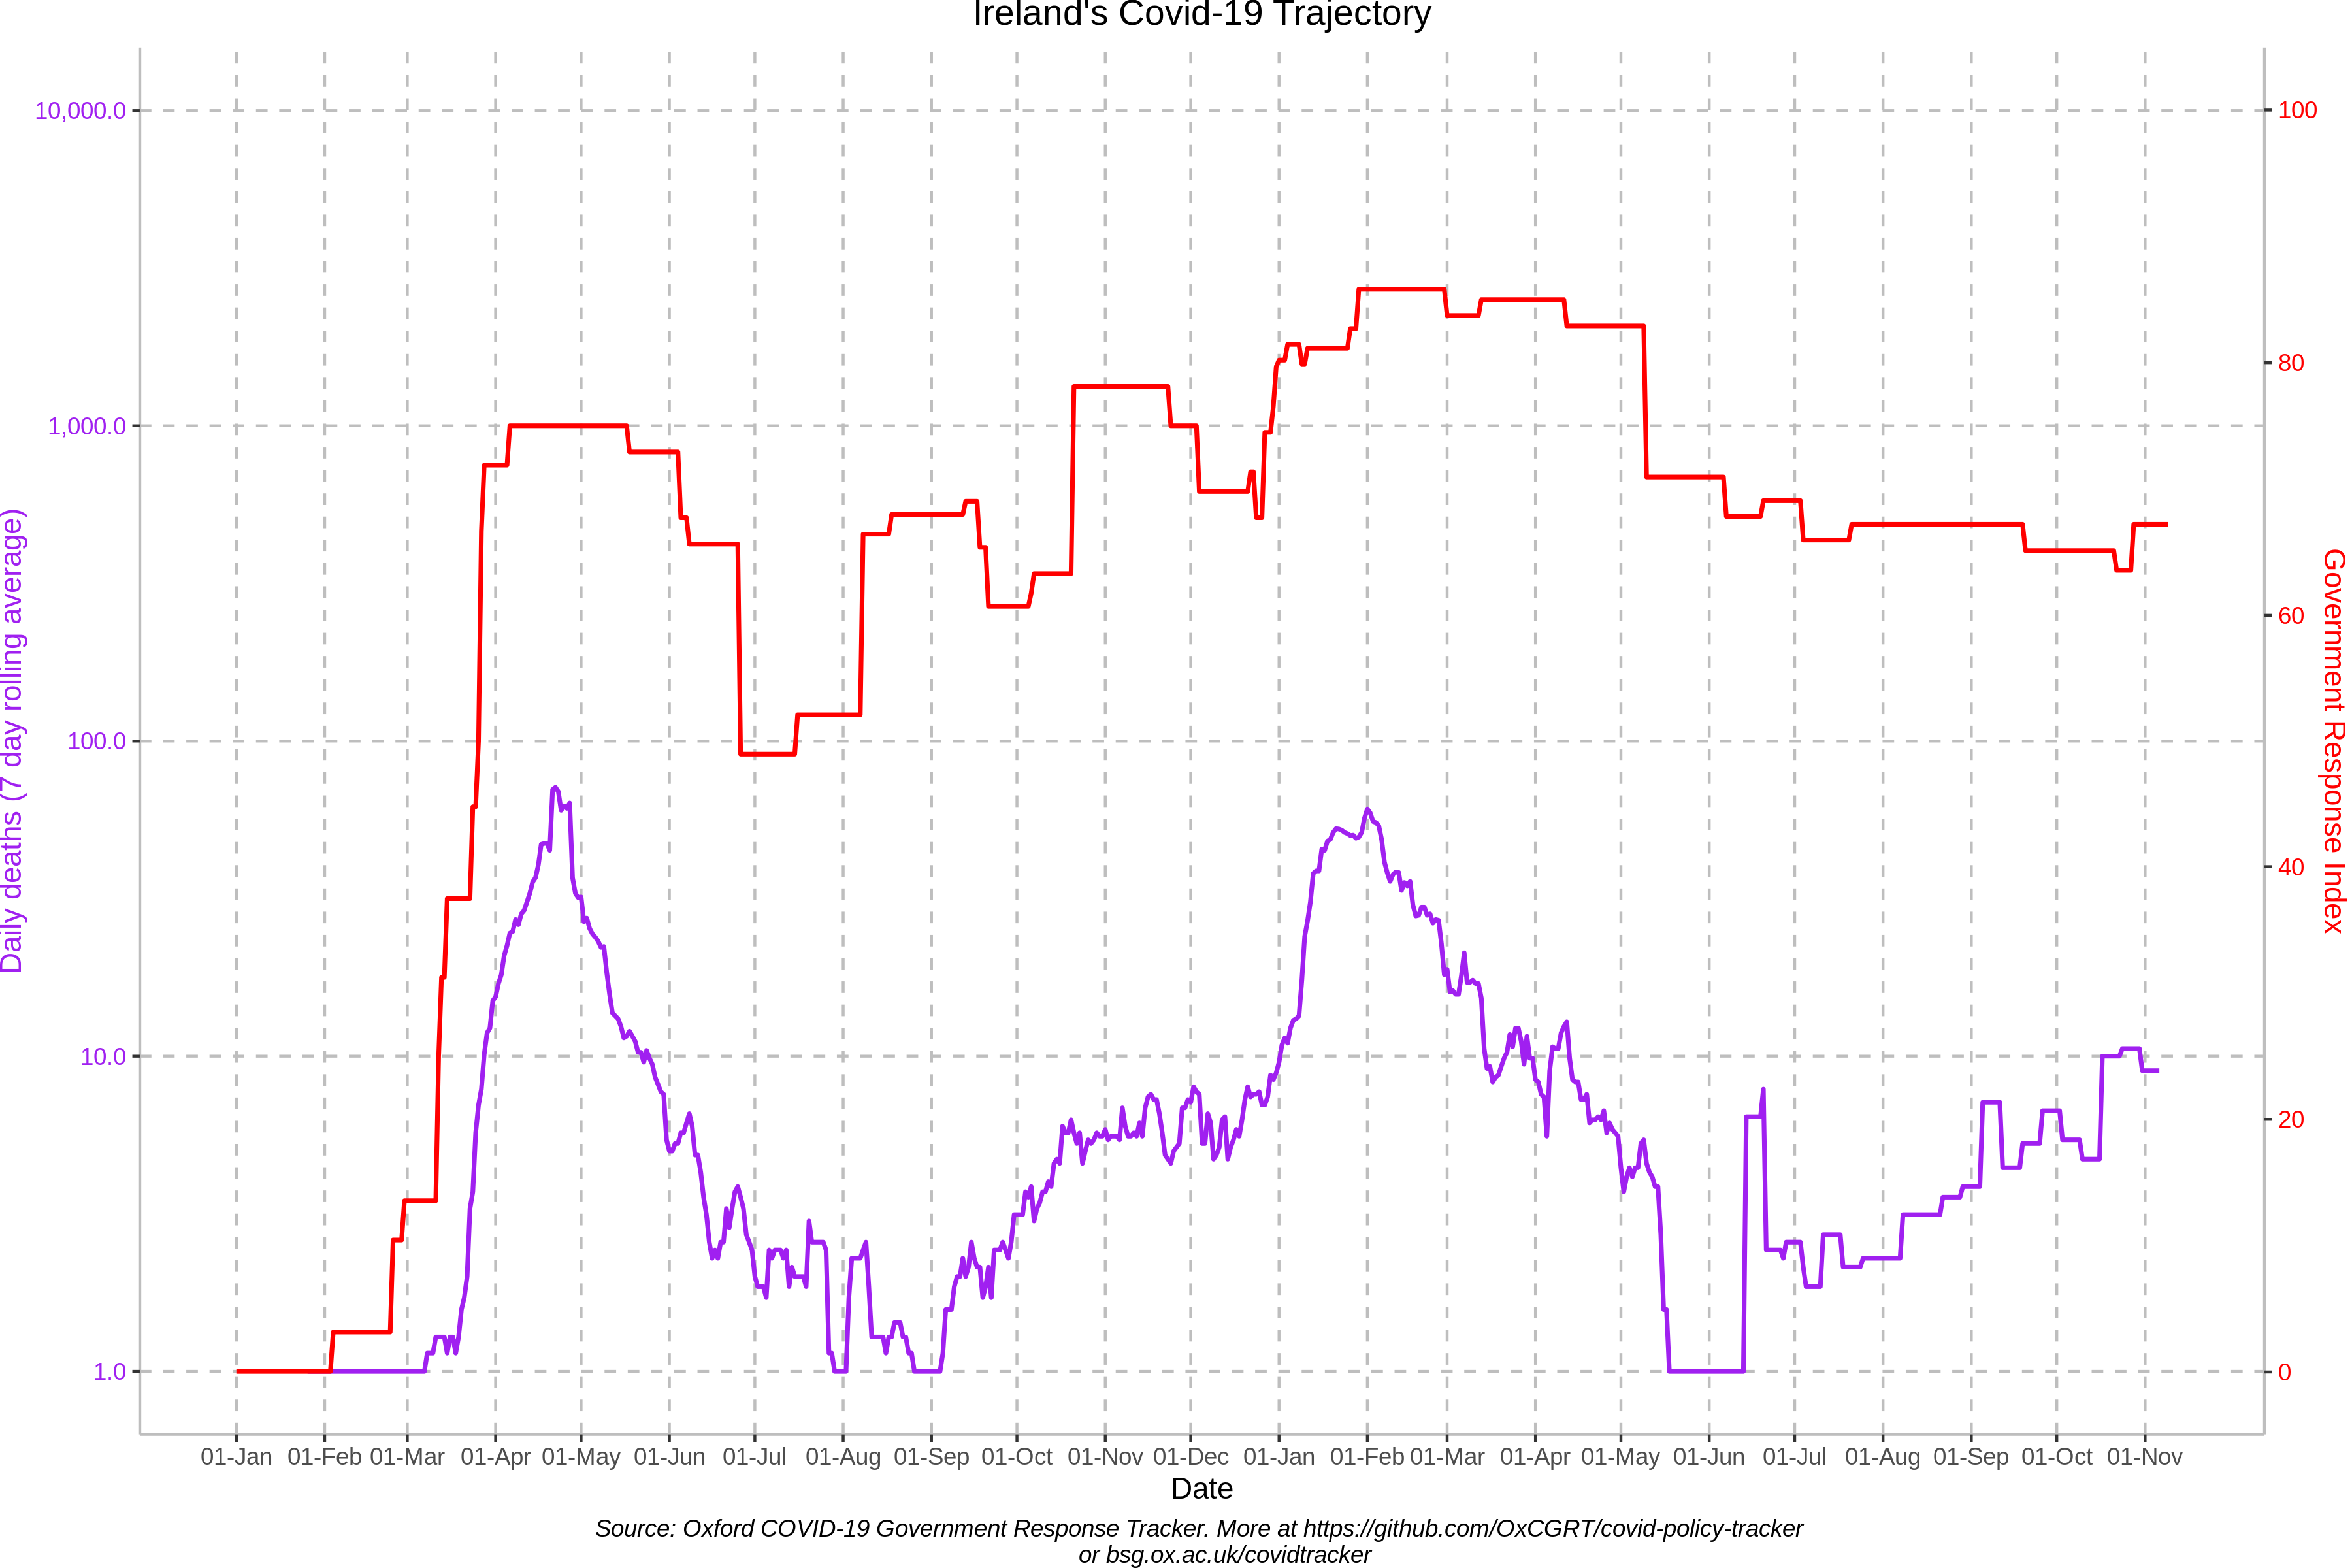 Ireland's Covid-19 Trajectory
10,000.0
1,000.0
100.0
10.0
1.0
Daily deaths (7 day rolling average)
100
80
60
40
20
0
Government Response Index
01-Jan 01-Feb 01-Mar 01-Apr 01-May 01-Jun 01-Jul 01-Aug 01-Sep 01-Oct 01-Nov 01-Dec 01-Jan 01-Feb 01-Mar 01-Apr 01-May 01-Jun 01-Jul 01-Aug 01-Sep 01-Oct 01-Nov
Date
Source: Oxford COVID-19 Government Response Tracker. More at https://github.com/OxCGRT/covid-policy-tracker
or bsg.ox.ac.uk/covidtracker